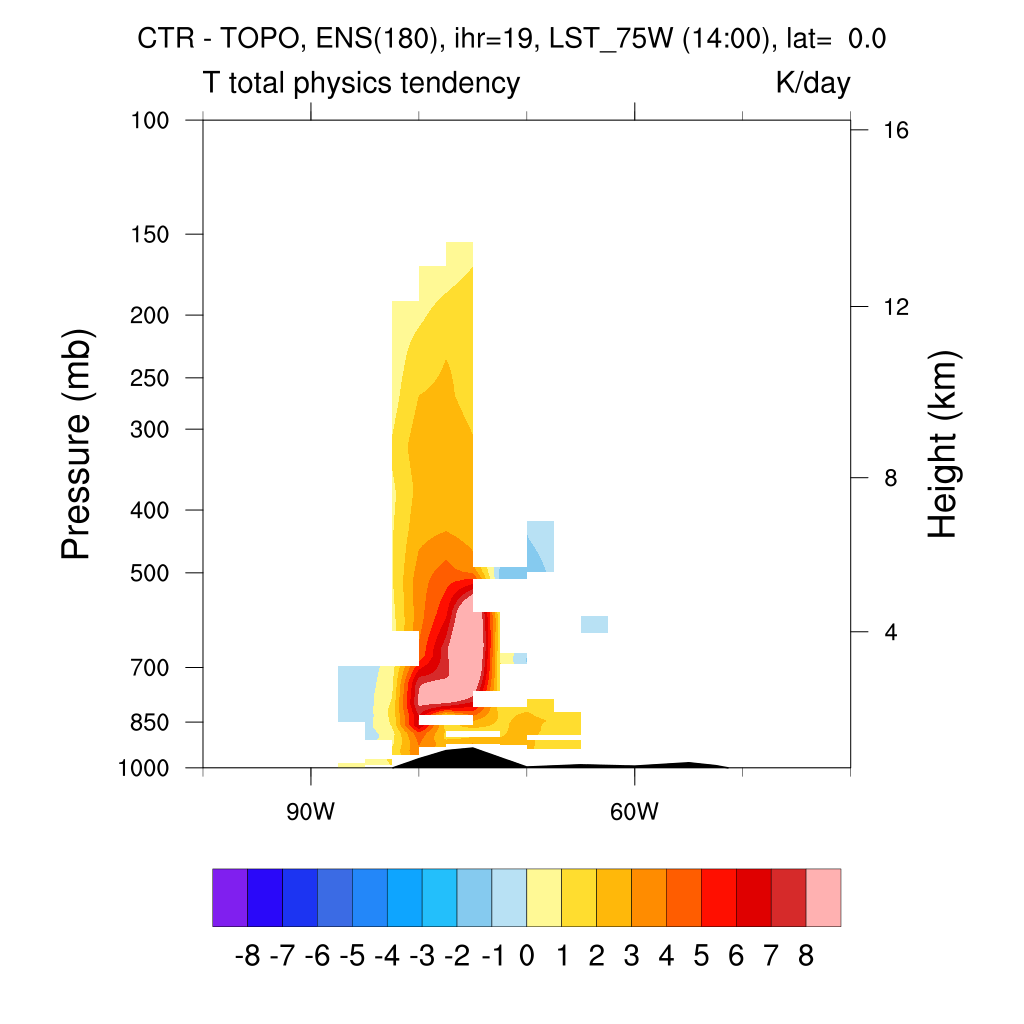 CTR - TOPO, ENS(180), ihr=19, LST_75W (14:00), lat=  0.0
T total physics tendency K/day
100
150
200
250
300
400
500
700
850
1000
Pressure (mb)
16
12
8
4
Height (km)
90W 60W
-8 -7 -6 -5 -4 -3 -2 -1 0 1 2 3 4 5 6 7 8